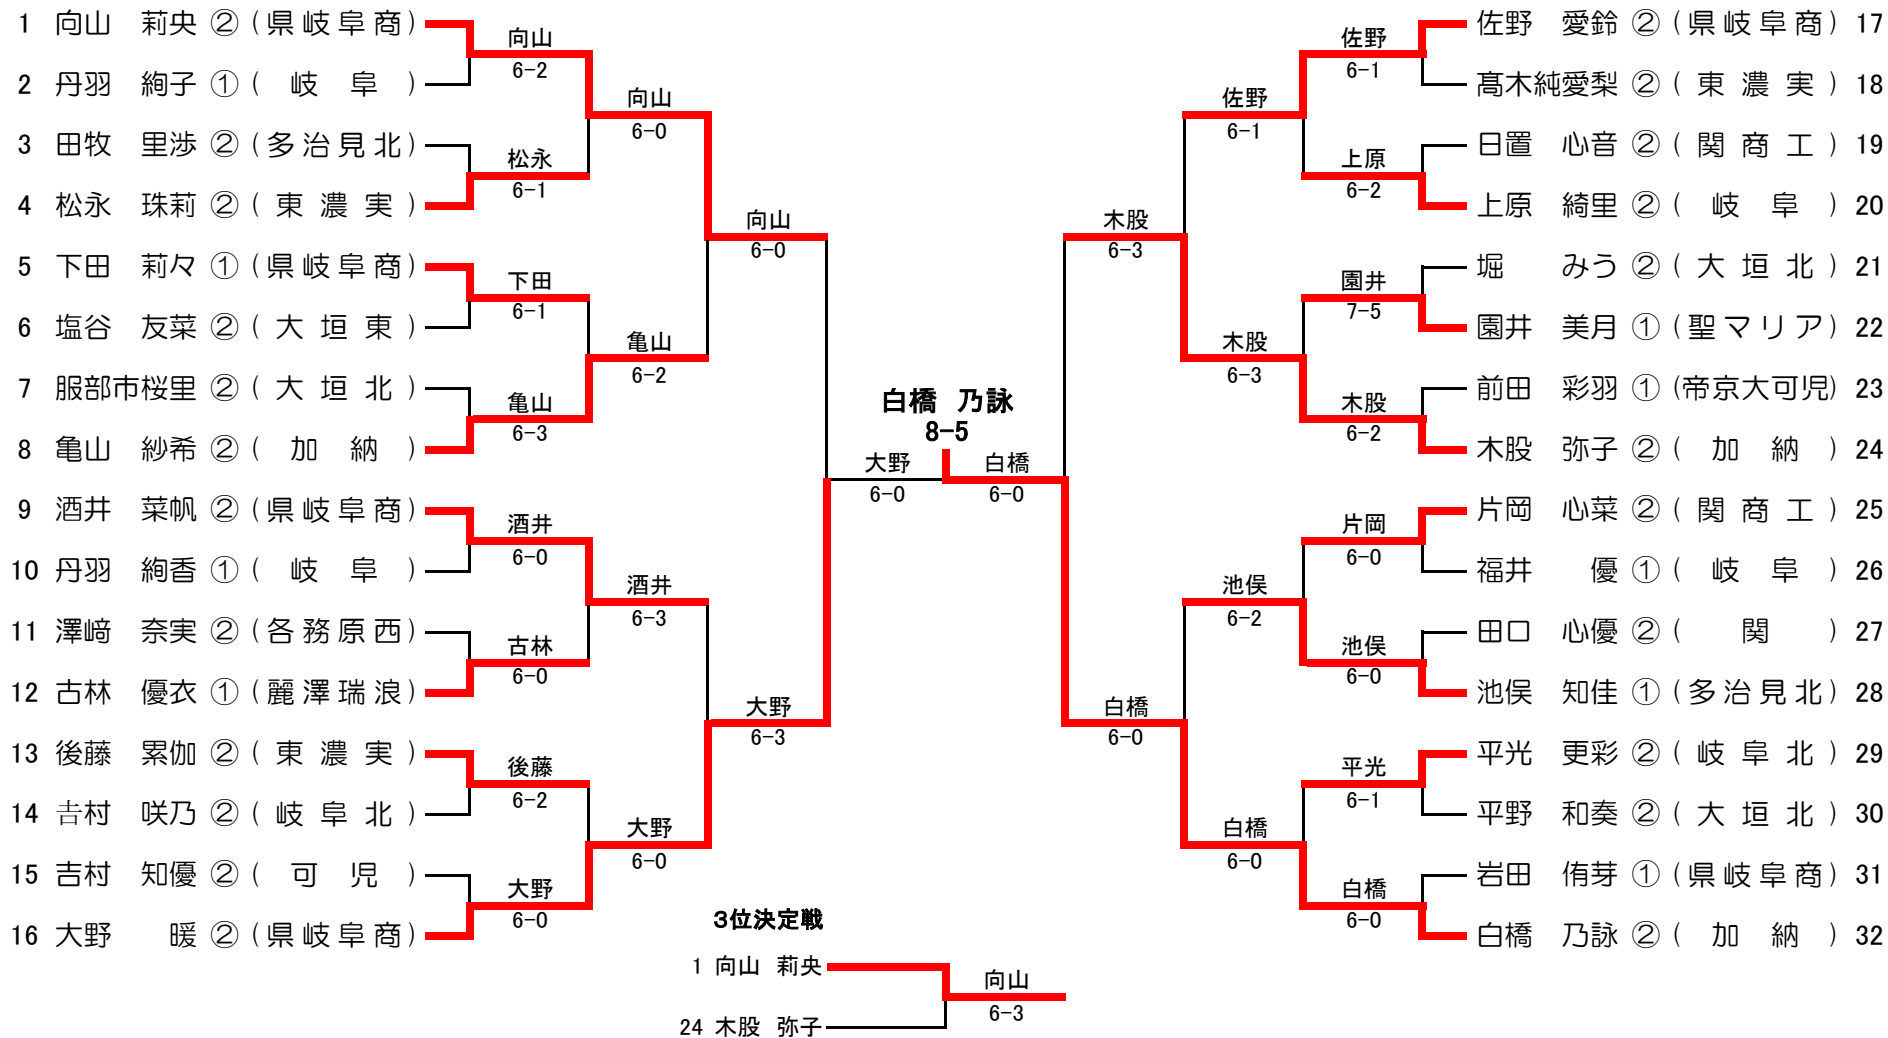 1 向山 莉央 ② (県岐阜商)
2 丹羽 絢子 ① ( 岐 阜 )
3 田牧 里渉 ② (多治見北)
4 松永 珠莉 ② ( 東 濃 実 )
5 下田 莉々 ① (県岐阜商)
6 塩谷 友菜 ② ( 大 垣 東 )
7 服部市桜里 ② ( 大 垣 北 )
8 亀山 紗希 ② ( 加 納 )
9 酒井 菜帆 ② (県岐阜商)
10 丹羽 絢香 ① ( 岐 阜 )
11 澤﨑 奈実 ② (各務原西)
12 古林 優衣 ① (麗澤瑞浪)
13 後藤 累伽 ② ( 東 濃 実 )
14 𠮷村 咲乃 ② ( 岐 阜 北 )
15 吉村 知優 ② ( 可 児 )
16 大野 暖 ② (県岐阜商)
向山
6-2
松永
6-1
下田
6-1
亀山
6-3
酒井
6-0
古林
6-0
後藤
6-2
大野
6-0
向山
6-0
亀山
6-2
酒井
6-3
大野
6-0
向山
6-0
大野
6-3
大野
6-0
白橋 乃詠
8-5
白橋
6-0
木股
6-3
白橋
6-0
佐野
6-1
木股
6-3
池俣
6-2
白橋
6-0
佐野
6-1
上原
6-2
園井
7-5
木股
6-2
片岡
6-0
池俣
6-0
平光
6-1
白橋
6-0
佐野 愛鈴 ② (県岐阜商) 17
髙木純愛梨 ② ( 東 濃 実 ) 18
日置 心音 ② ( 関 商 工 ) 19
上原 綺里 ② ( 岐 阜 ) 20
堀 みう ② ( 大 垣 北 ) 21
園井 美月 ① (聖マリア) 22
前田 彩羽 ① (帝京大可児) 23
木股 弥子 ② ( 加 納 ) 24
片岡 心菜 ② ( 関 商 工 ) 25
福井 優 ① ( 岐 阜 ) 26
田口 心優 ② ( 関 ) 27
池俣 知佳 ① (多治見北) 28
平光 更彩 ② ( 岐 阜 北 ) 29
平野 和奏 ② ( 大 垣 北 ) 30
岩田 侑芽 ① (県岐阜商) 31
白橋 乃詠 ② ( 加 納 ) 32
3位決定戦
1 向山 莉央
24 木股 弥子
向山
6-3